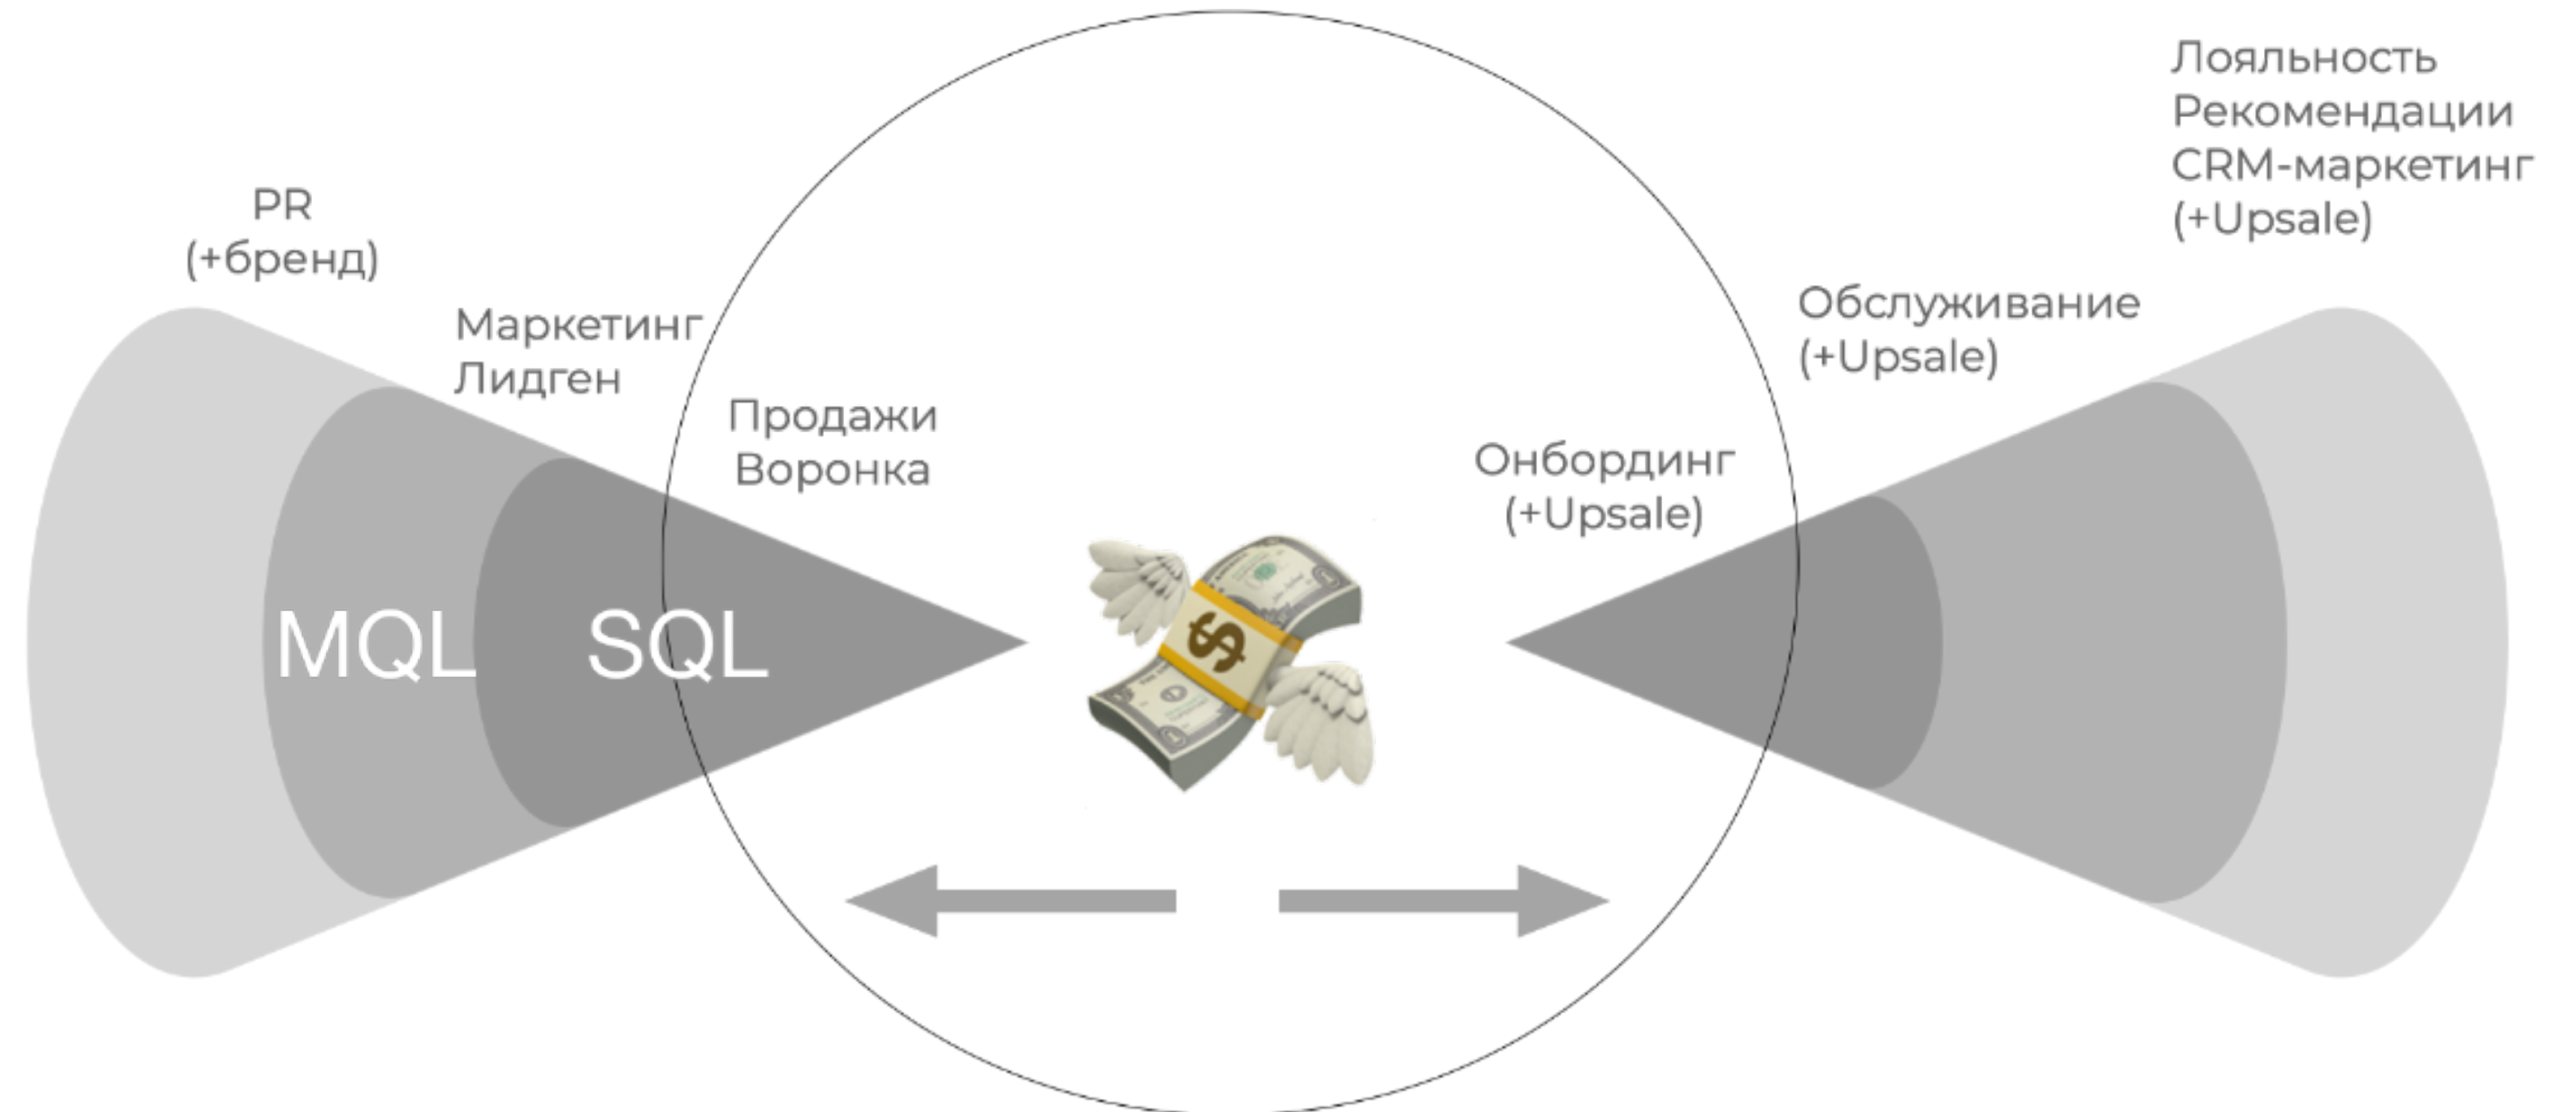 PR
(+бренд)
Маркетинг
Лидген
Продажи
Воронка
MQL
SQL
$
Онбординг
(+Upsale)
Обслуживание
(+Upsale)
Лояльность
Рекомендации
CRM-маркетинг
(+Upsale)